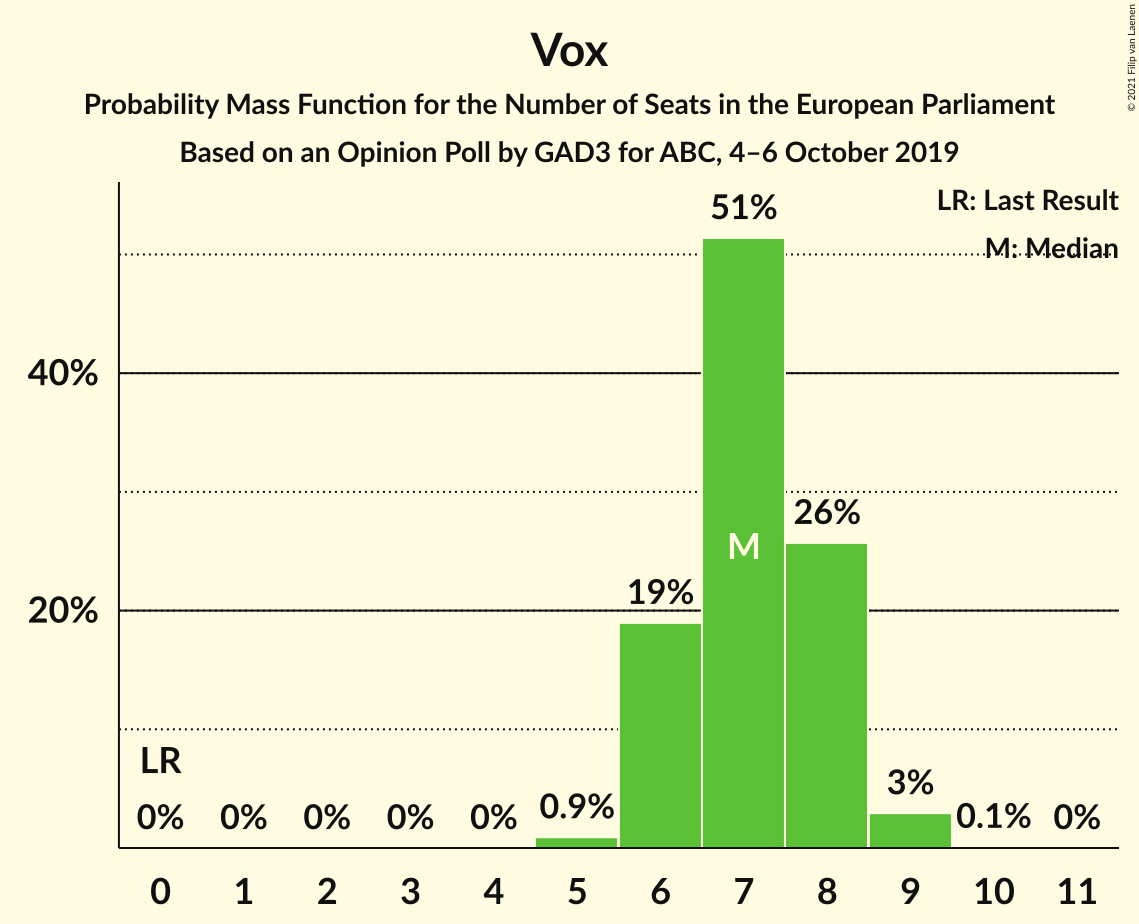 Vox
Probability Mass Function for the Number of Seats in the European Parliament
Based on an Opinion Poll by GAD3 for ABC, 4–6 October 2019
© 2021 Filip van Laenen
LR: Last Result
M: Median
51%
40%
26%
M
19%
20%
LR
0% 0% 0% 0% 0% 0.9% 3% 0.1% 0%
0 1 2 3 4 5 6 7 8 9 10 11